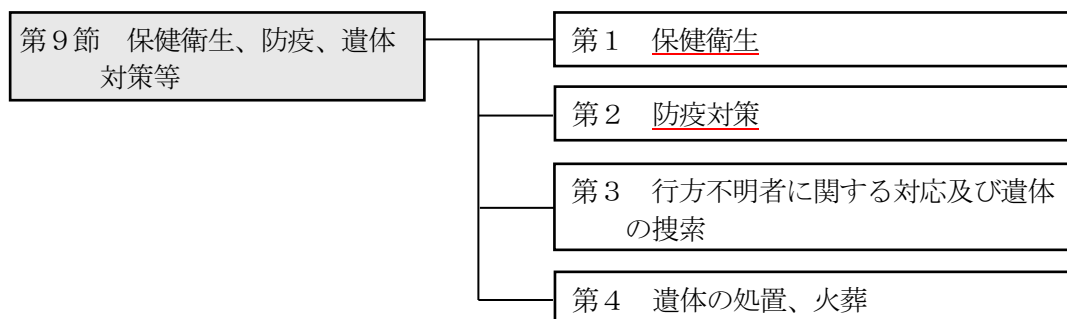 第９節　保健衛生、防疫、遺体
対策等
第１　保健衛生
第２　防疫対策
第３　行方不明者に関する対応及び遺体
の捜索
第４　遺体の処置、火葬